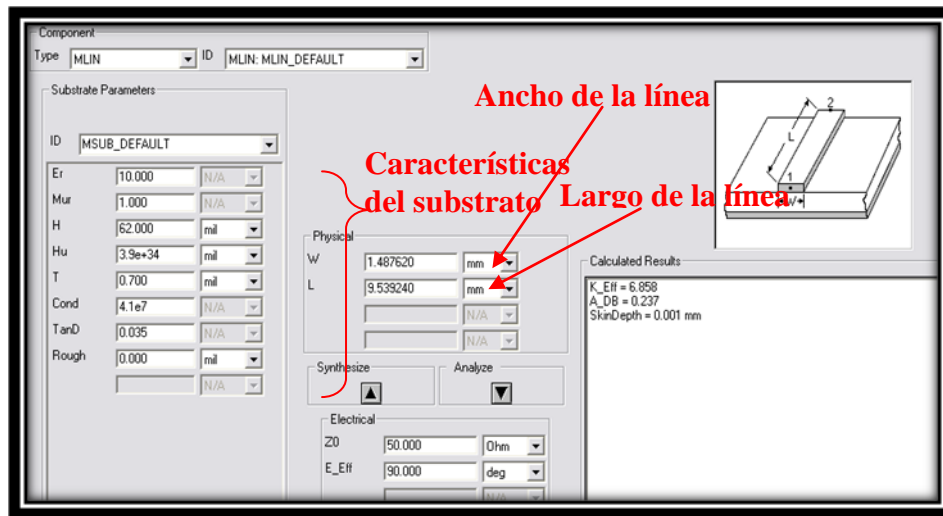 Component
Type MLIN ID MLIN: MLIN_DEFAULT
Substrate Parameters
ID MSUB_DEFAULT
Er 10.000 N/A
Mur 1.000 N/A
H 62.000 mil
Hu 3.9e+34 mil
T 0.700 mil
Cond 4.1e7 N/A
TanD 0.035 N/A
Rough 0.000 mil
N/A
Ancho de la línea
Características
del substrato
Largo de la línea
Physical
W 1.487620 mm
L 9.539240 mm
N/A
N/A
Synthesize Analyze
Electrical
Z0 50.000 Ohm
E_Eff 90.000 deg
N/A
2
L
1
W
Calculated Results
K_Eff = 6.858
A_DB = 0.237
SkinDepth = 0.001 mm